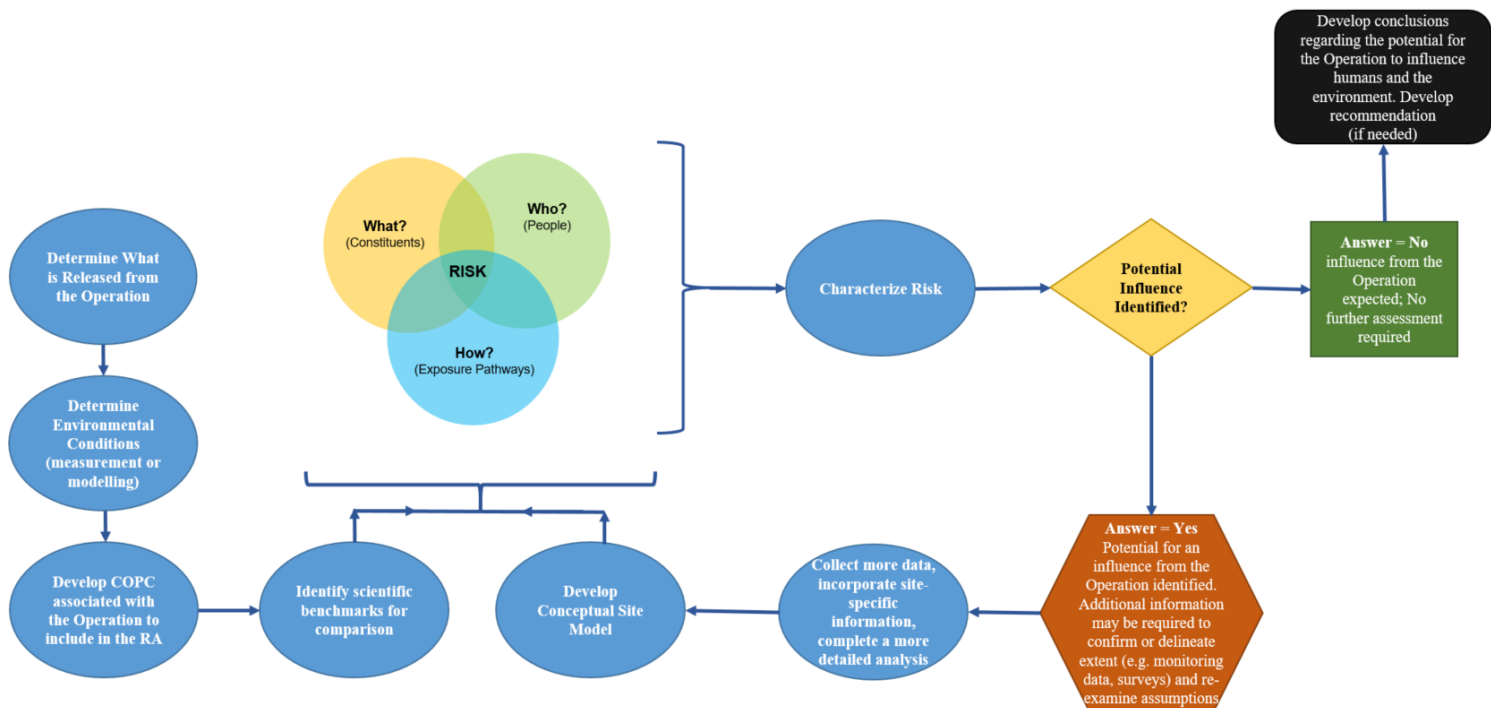 Develop conclusions
regarding the potential for
the Operation to influence
humans and the
environment. Develop
recommendation
(if needed)
What?
(Constituents)
Who?
(People)
RISK
How?
(Exposure Pathways)
Determine What
is Released from
the Operation
Determine
Environmental
Conditions
(measurement or
modelling)
Develop COPC
associated with
the Operation to
include in the RA
Identify scientific
benchmarks for
comparison
Develop
Conceptual Site
Model
Collect more data,
incorporate site-
specific
information,
complete a more
detailed analysis
Characterize Risk
Potential
Influence
Identified?
Answer = No
influence from the
Operation
expected; No
further assessment
required
Answer = Yes
Potential for an
influence from the
Operation identified.
Additional information
may be required to
confirm or delineate
extent (e.g. monitoring
data, surveys) and re-
examine assumptions